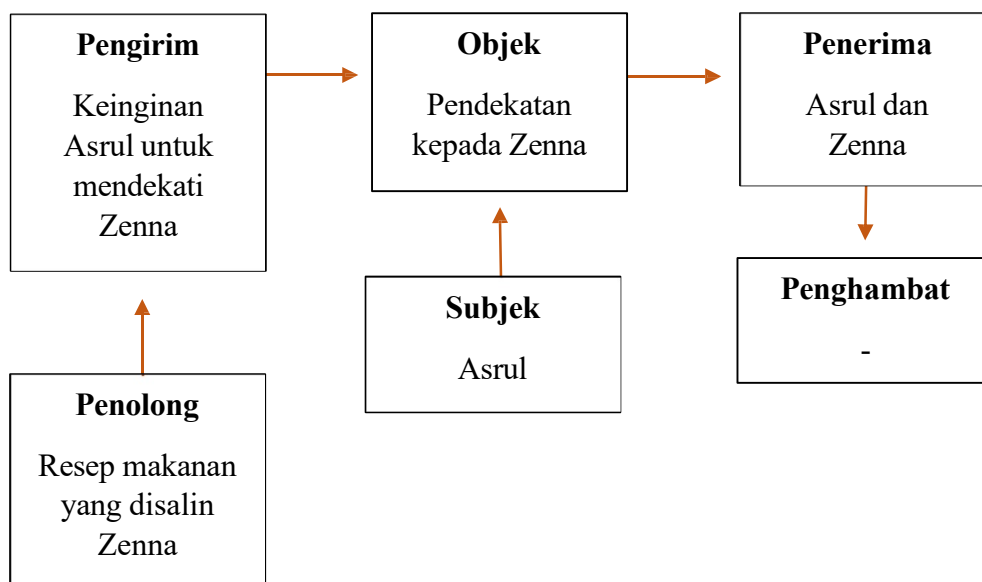 Pengirim
Keinginan
Asrul untuk
mendekati
Zenna
Objek
Pendekatan
kepada Zenna
Penerima
Asrul dan
Zenna
Penolong
Resep makanan
yang disalin
Zenna
Subjek
Asrul
Penghambat
-